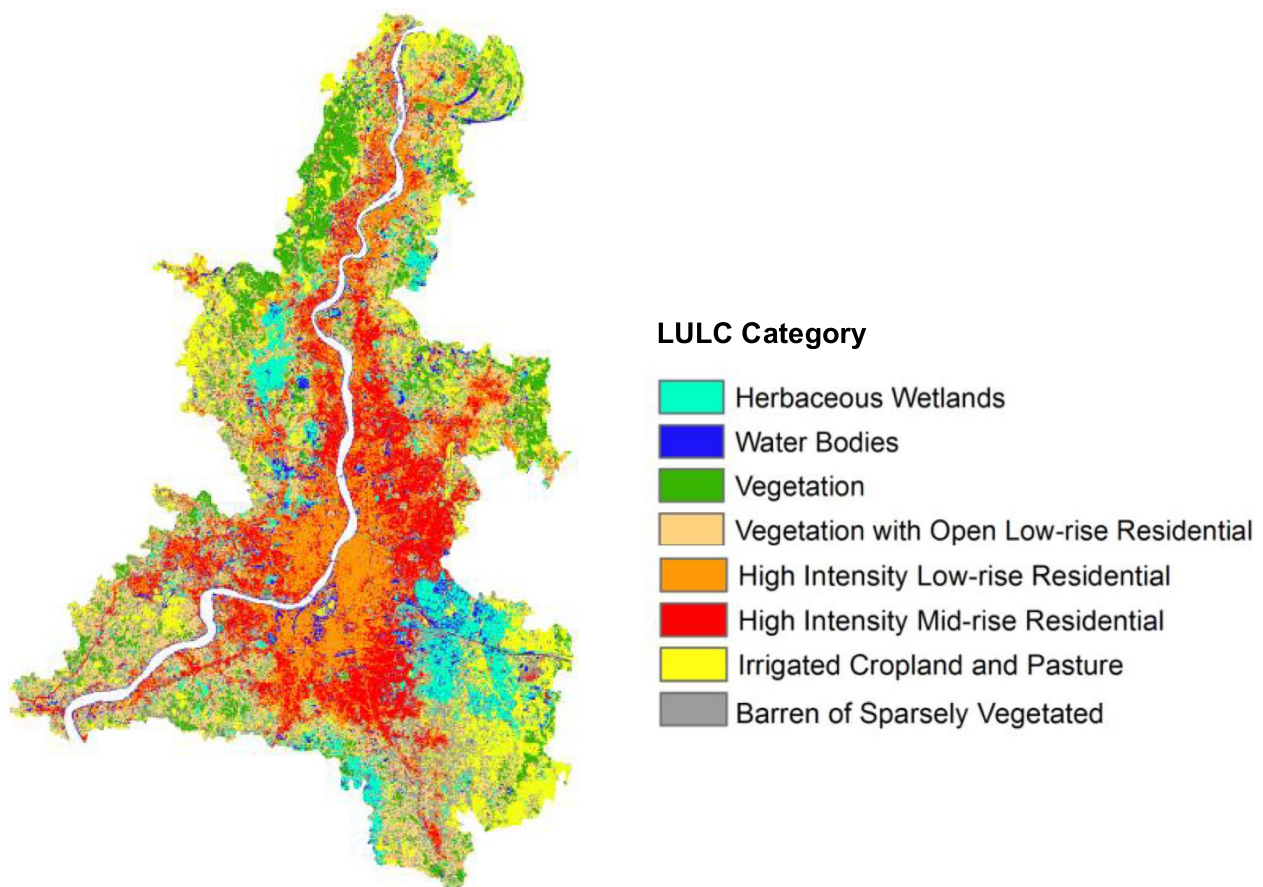 LULC Category
Herbaceous Wetlands
Water Bodies
Vegetation
Vegetation with Open Low-rise Residential
High Intensity Low-rise Residential
High Intensity Mid-rise Residential
Irrigated Cropland and Pasture
Barren of Sparsely Vegetated